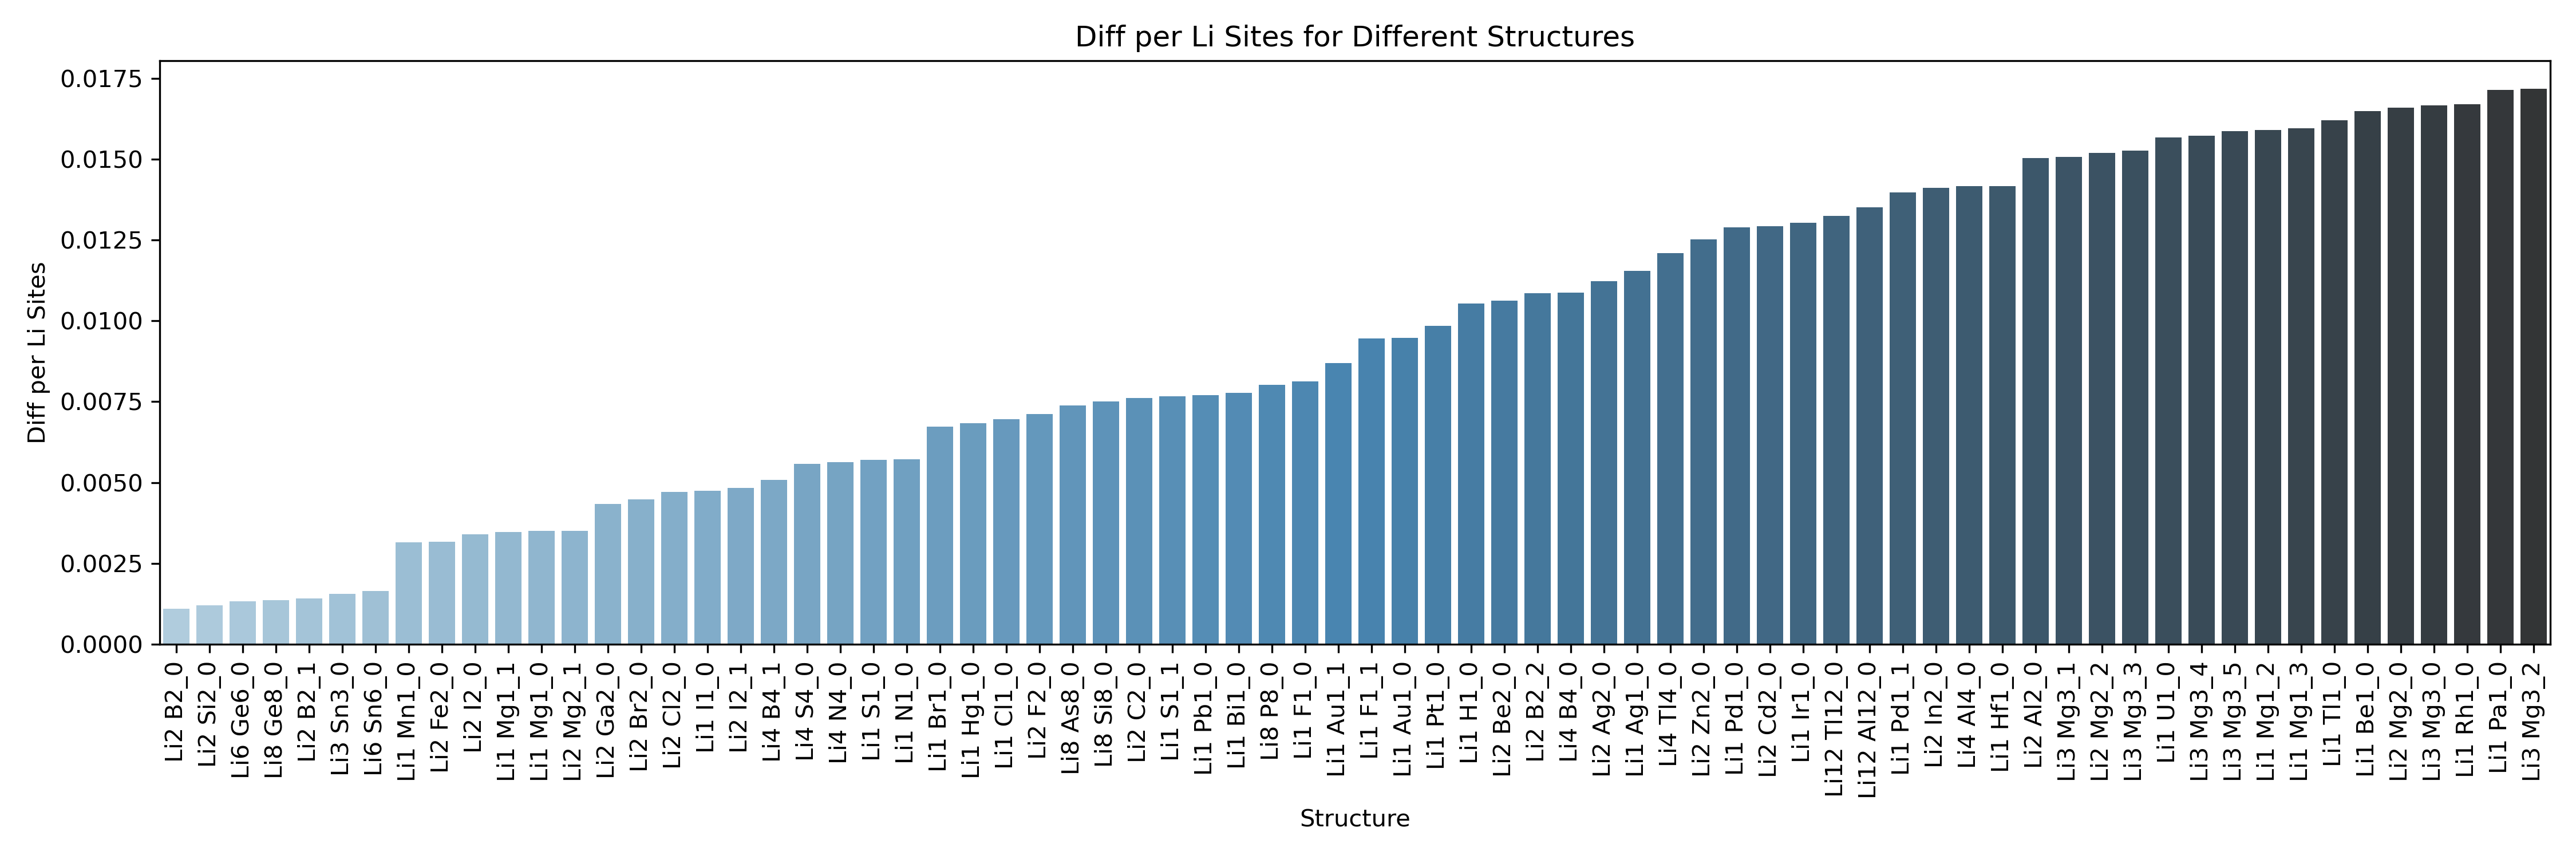 Diff per Li Sites for Different Structures
0.0175
0.0150
0.0125
0.0100
0.0075
0.0050
0.0025
0.0000
Diff per Li Sites
Li2 B2_0
Li2 Si2_0
Li6 Ge6_0
Li8 Ge8_0
Li2 B2_1
Li3 Sn3_0
Li6 Sn6_0
Li1 Mn1_0
Li2 Fe2_0
Li2 I2_0
Li1 Mg1_1
Li1 Mg1_0
Li2 Mg2_1
Li2 Ga2_0
Li2 Br2_0
Li2 Cl2_0
Li1 I1_0
Li2 I2_1
Li4 B4_1
Li4 S4_0
Li4 N4_0
Li1 S1_0
Li1 N1_0
Li1 Br1_0
Li1 Hg1_0
Li1 Cl1_0
Li2 F2_0
Li8 As8_0
Li8 Si8_0
Li2 C2_0
Li1 S1_1
Li1 Pb1_0
Li1 Bi1_0
Li8 P8_0
Li1 F1_0
Li1 Au1_1
Li1 F1_1
Li1 Au1_0
Li1 Pt1_0
Li1 H1_0
Li2 Be2_0
Li2 B2_2
Li4 B4_0
Li2 Ag2_0
Li1 Ag1_0
Li4 Tl4_0
Li2 Zn2_0
Li1 Pd1_0
Li2 Cd2_0
Li1 Ir1_0
Li12 Tl12_0
Li12 Al12_0
Li1 Pd1_1
Li2 In2_0
Li4 Al4_0
Li1 Hf1_0
Li2 Al2_0
Li3 Mg3_1
Li2 Mg2_2
Li3 Mg3_3
Li1 U1_0
Li3 Mg3_4
Li3 Mg3_5
Li1 Mg1_2
Li1 Mg1_3
Li1 Tl1_0
Li1 Be1_0
Li2 Mg2_0
Li3 Mg3_0
Li1 Rh1_0
Li1 Pa1_0
Li3 Mg3_2
Structure